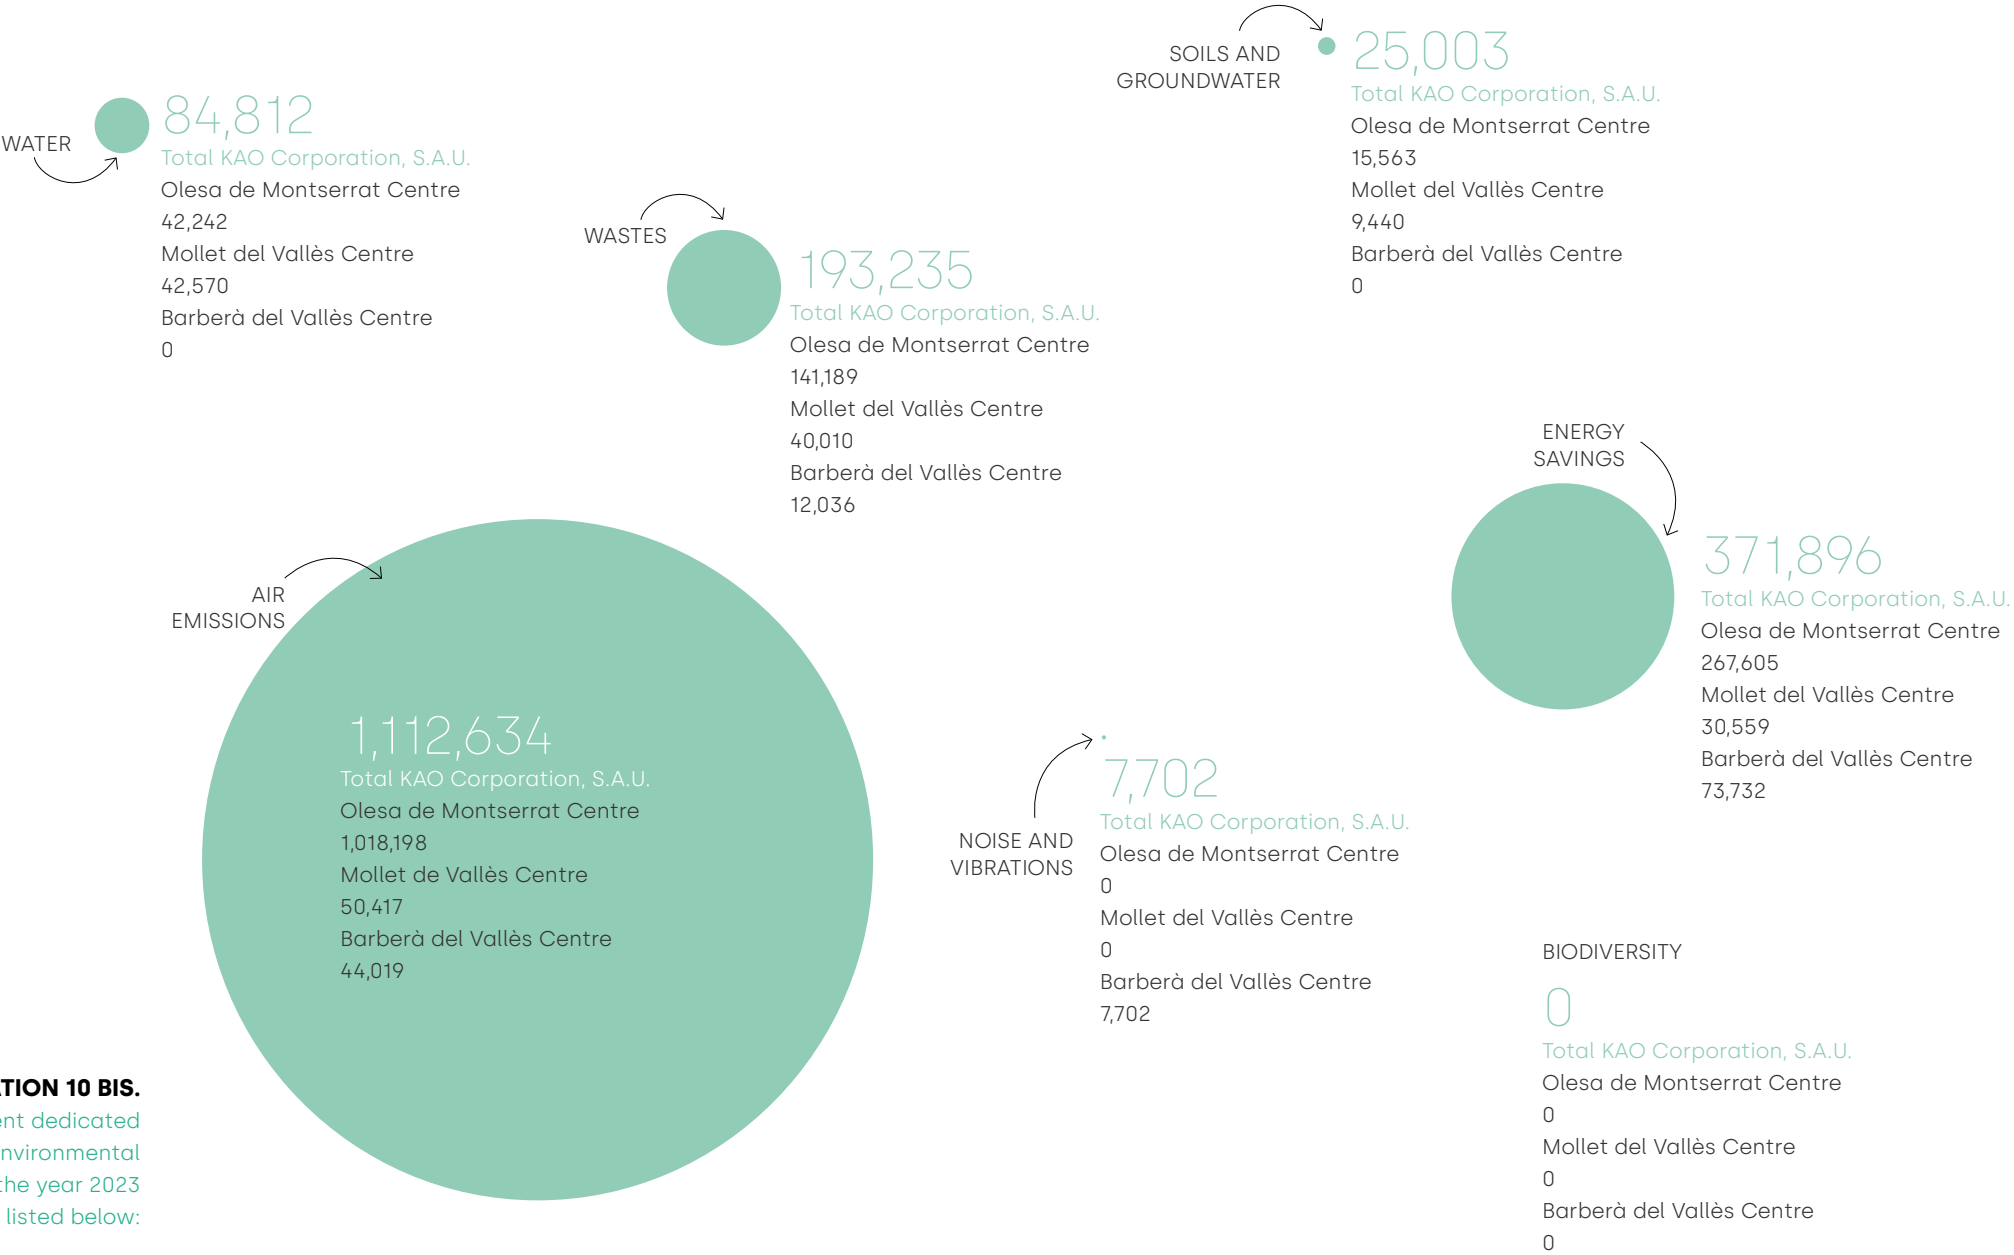 WATER
84,812
Total KAO Corporation, S.A.U.
Olesa de Montserrat Centre
42,242
Mollet del Vallès Centre
42,570
Barberà del Vallès Centre
0
WASTES
193,235
Total KAO Corporation, S.A.U.
Olesa de Montserrat Centre
141,189
Mollet del Vallès Centre
40,010
Barberà del Vallès Centre
12,036
SOILS AND
GROUNDWATER
25,003
Total KAO Corporation, S.A.U.
Olesa de Montserrat Centre
15,563
Mollet del Vallès Centre
9,440
Barberà del Vallès Centre
0
ENERGY
SAVINGS
371,896
Total KAO Corporation, S.A.U.
Olesa de Montserrat Centre
267,605
Mollet del Vallès Centre
30,559
Barberà del Vallès Centre
73,732
AIR
EMISSIONS
1,112,634
Total KAO Corporation, S.A.U.
Olesa de Montserrat Centre
1,018,198
Mollet de Vallès Centre
50,417
Barberà del Vallès Centre
44,019
NOISE AND
VIBRATIONS
7,702
Total KAO Corporation, S.A.U.
Olesa de Montserrat Centre
0
Mollet del Vallès Centre
0
Barberà del Vallès Centre
7,702
BIODIVERSITY
0
Total KAO Corporation, S.A.U.
Olesa de Montserrat Centre
0
Mollet del Vallès Centre
0
Barberà del Vallès Centre
0
10 BIS.
dedicated
the year 2023
listed below: